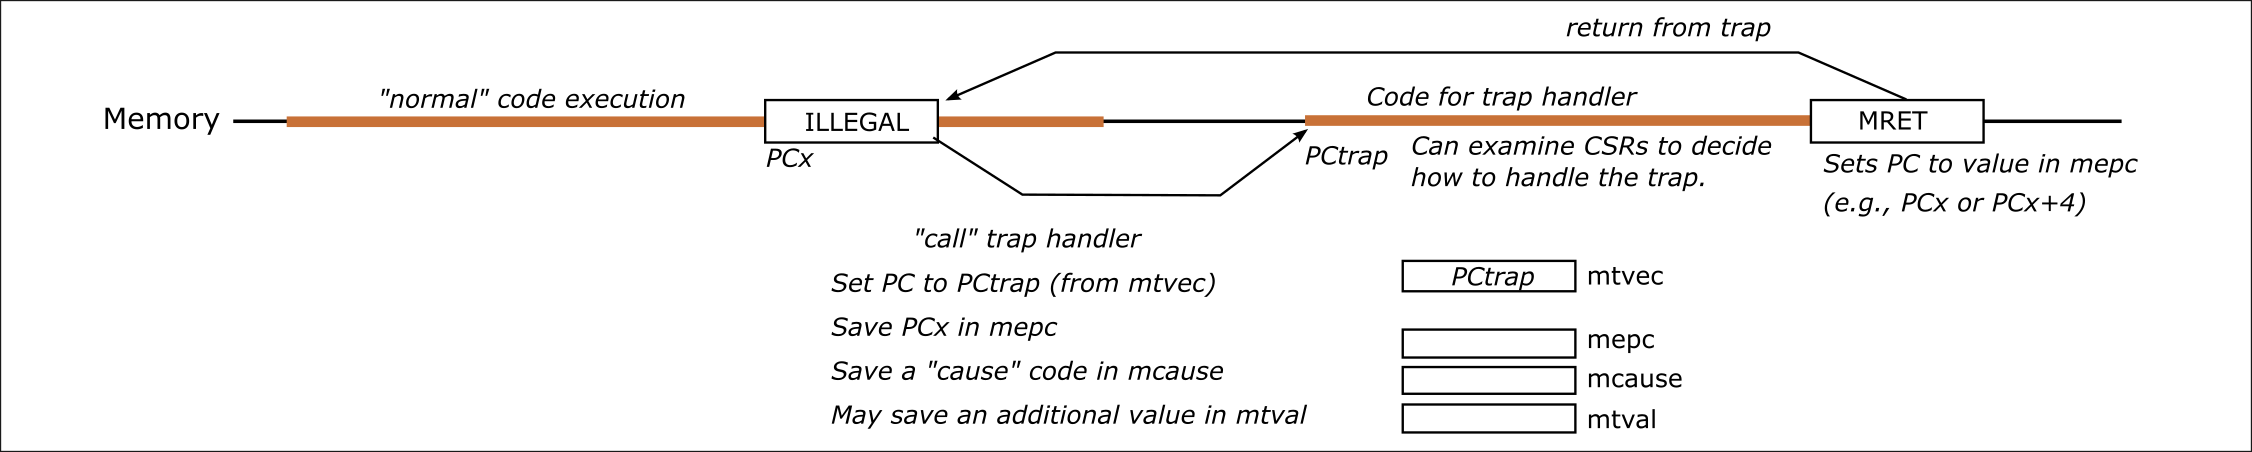 return from trap
"normal" code execution
Code for trap handler
Memory
ILLEGAL
MRET
PCx
PCtrap
Can examine CSRs to decide
how to handle the trap.
Sets PC to value in mepc
(e.g., PCx or PCx+4)
"call" trap handler
Set PC to PCtrap (from mtvec)
Save PCx in mepc
Save a "cause" code in mcause
May save an additional value in mtval
PCtrap
mtvec
mepc
mcause
mtval